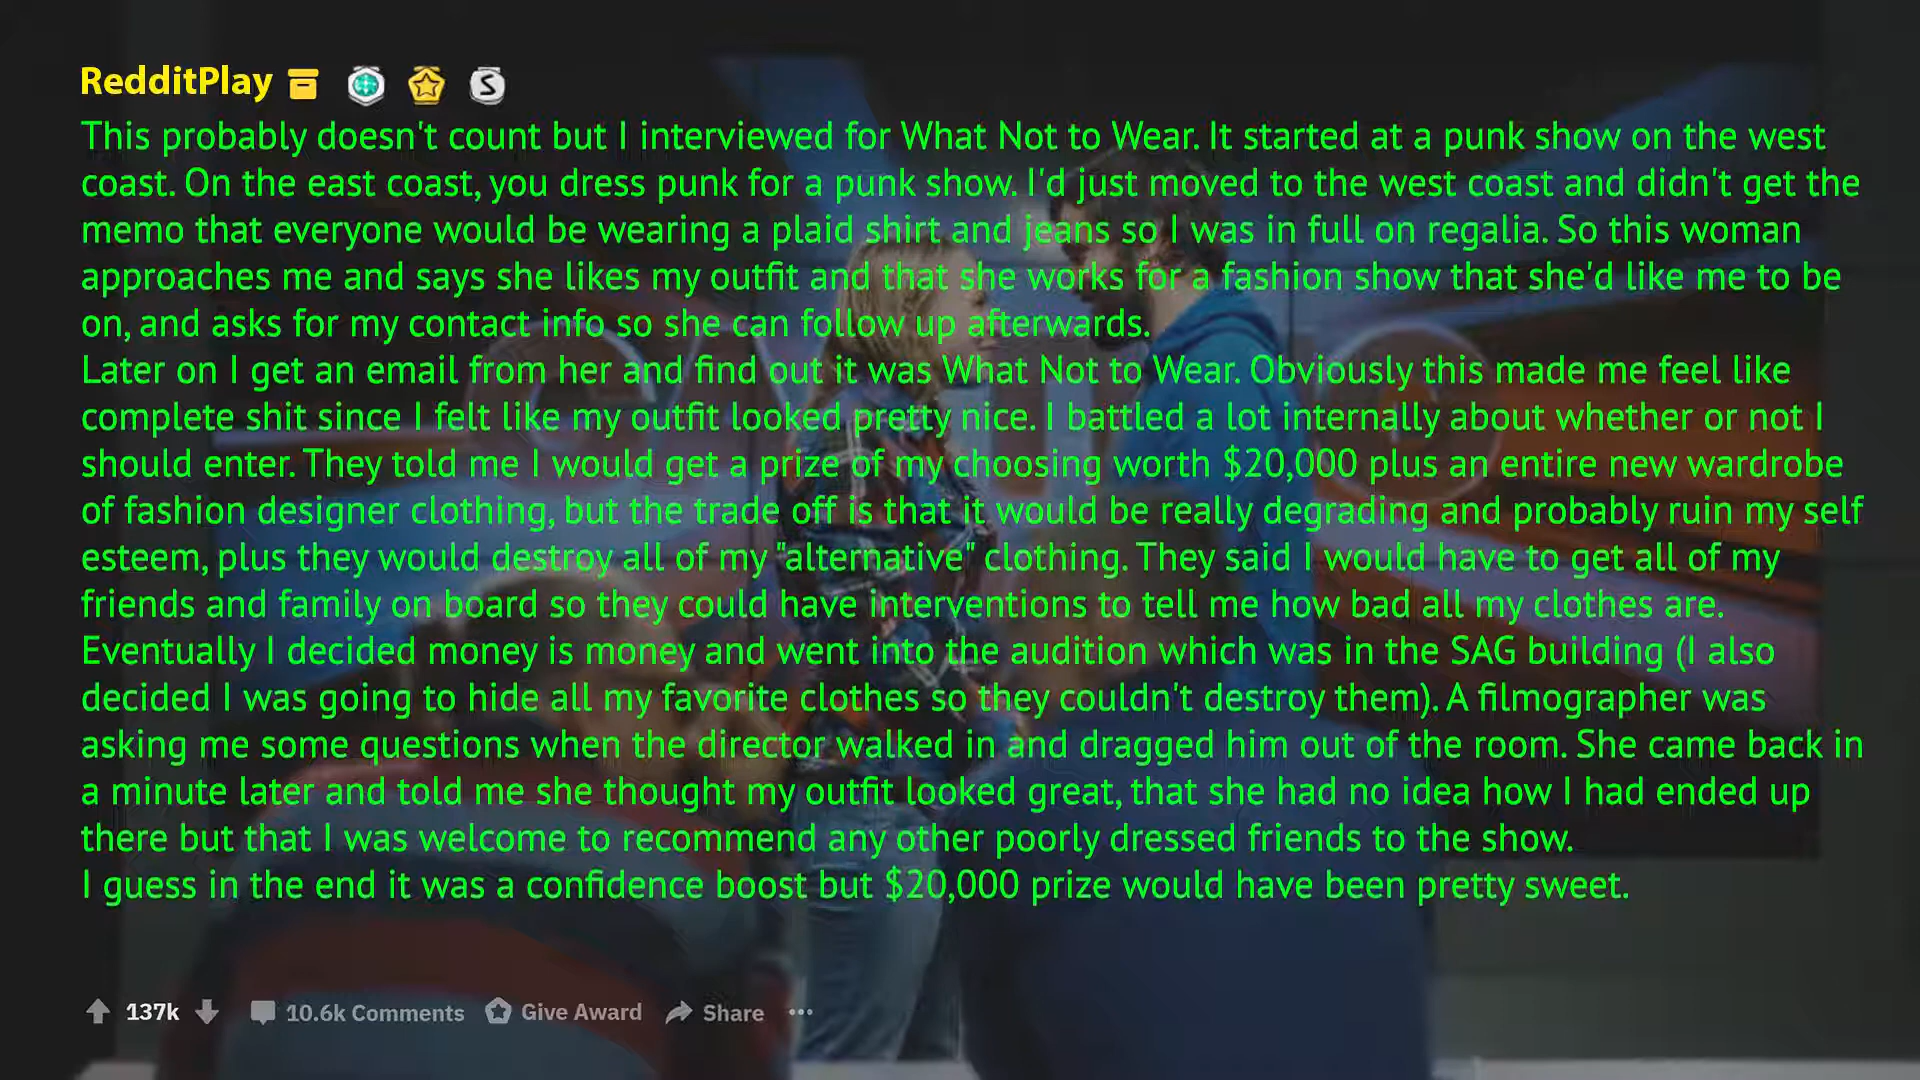 RedditPlay
This probably doesn't count but I interviewed for What Not to Wear. It started at a punk show on the west
coast. On the east coast, you dress punk for a punk show. I'd just moved to the west coast and didn't get the
memo that everyone would be wearing a plaid shirt and jeans so I was in full on regalia. So this woman
approaches me and says she likes my outfit and that she works for a fashion show that she'd like me to be
on, and asks for my contact info so she can follow up afterwards.
Later on I get an email from her and find out it was What Not to Wear. Obviously this made me feel like
complete shit since I felt like my outfit looked pretty nice. I battled a lot internally about whether or not I
should enter. They told me I would get a prize of my choosing worth $20,000 plus an entire new wardrobe
of fashion designer clothing, but the trade off is that it would be really degrading and probably ruin my self
esteem, plus they would destroy all of my "alternative" clothing. They said I would have to get all of my
friends and family on board so they could have interventions to tell me how bad all my clothes are.
Eventually I decided money is money and went into the audition which was in the SAG building (I also
decided I was going to hide all my favorite clothes so they couldn't destroy them). A filmographer was
asking me some questions when the director walked in and dragged him out of the room. She came back in
a minute later and told me she thought my outfit looked great, that she had no idea how I had ended up
there but that I was welcome to recommend any other poorly dressed friends to the show.
I guess in the end it was a confidence boost but $20,000 prize would have been pretty sweet.
137k 10.6k Comments Give Award Share